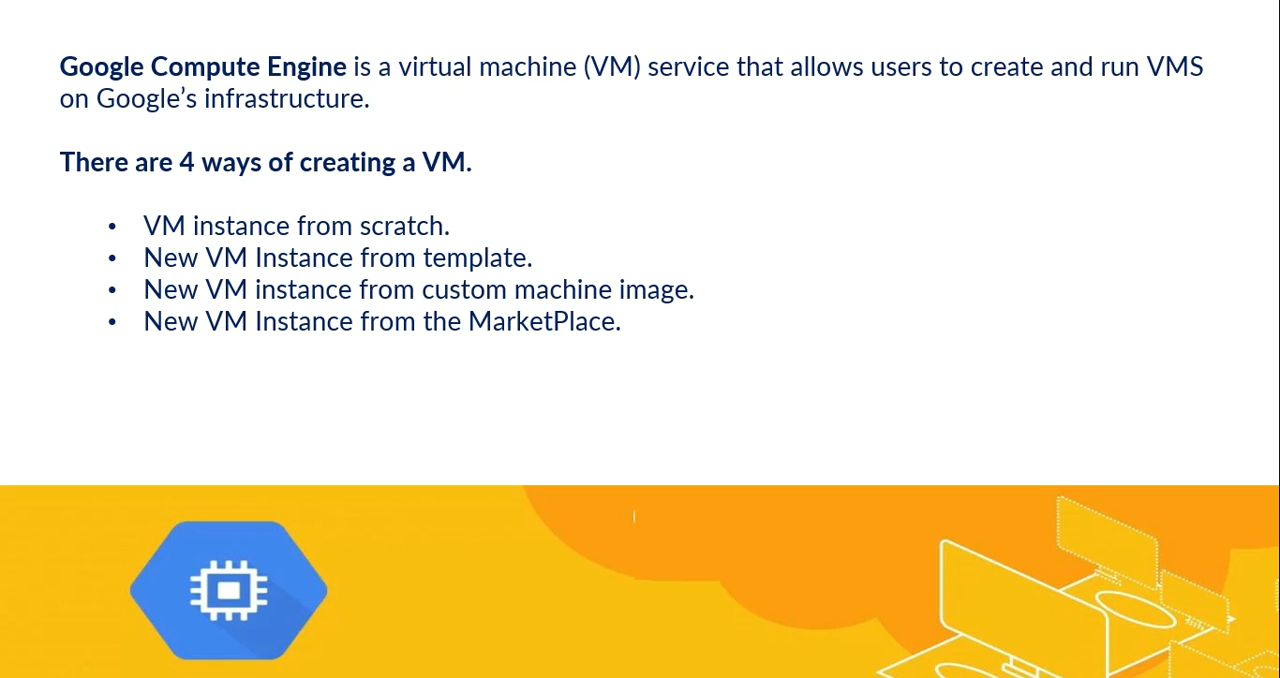 Google Compute Engine is a virtual machine (VM) service that allows users to create and run VMS
on Google’s infrastructure.
There are 4 ways of creating a VM.
• VM instance from scratch.
• New VM Instance from template.
• New VM instance from custom machine image.
• New VM Instance from the MarketPlace.